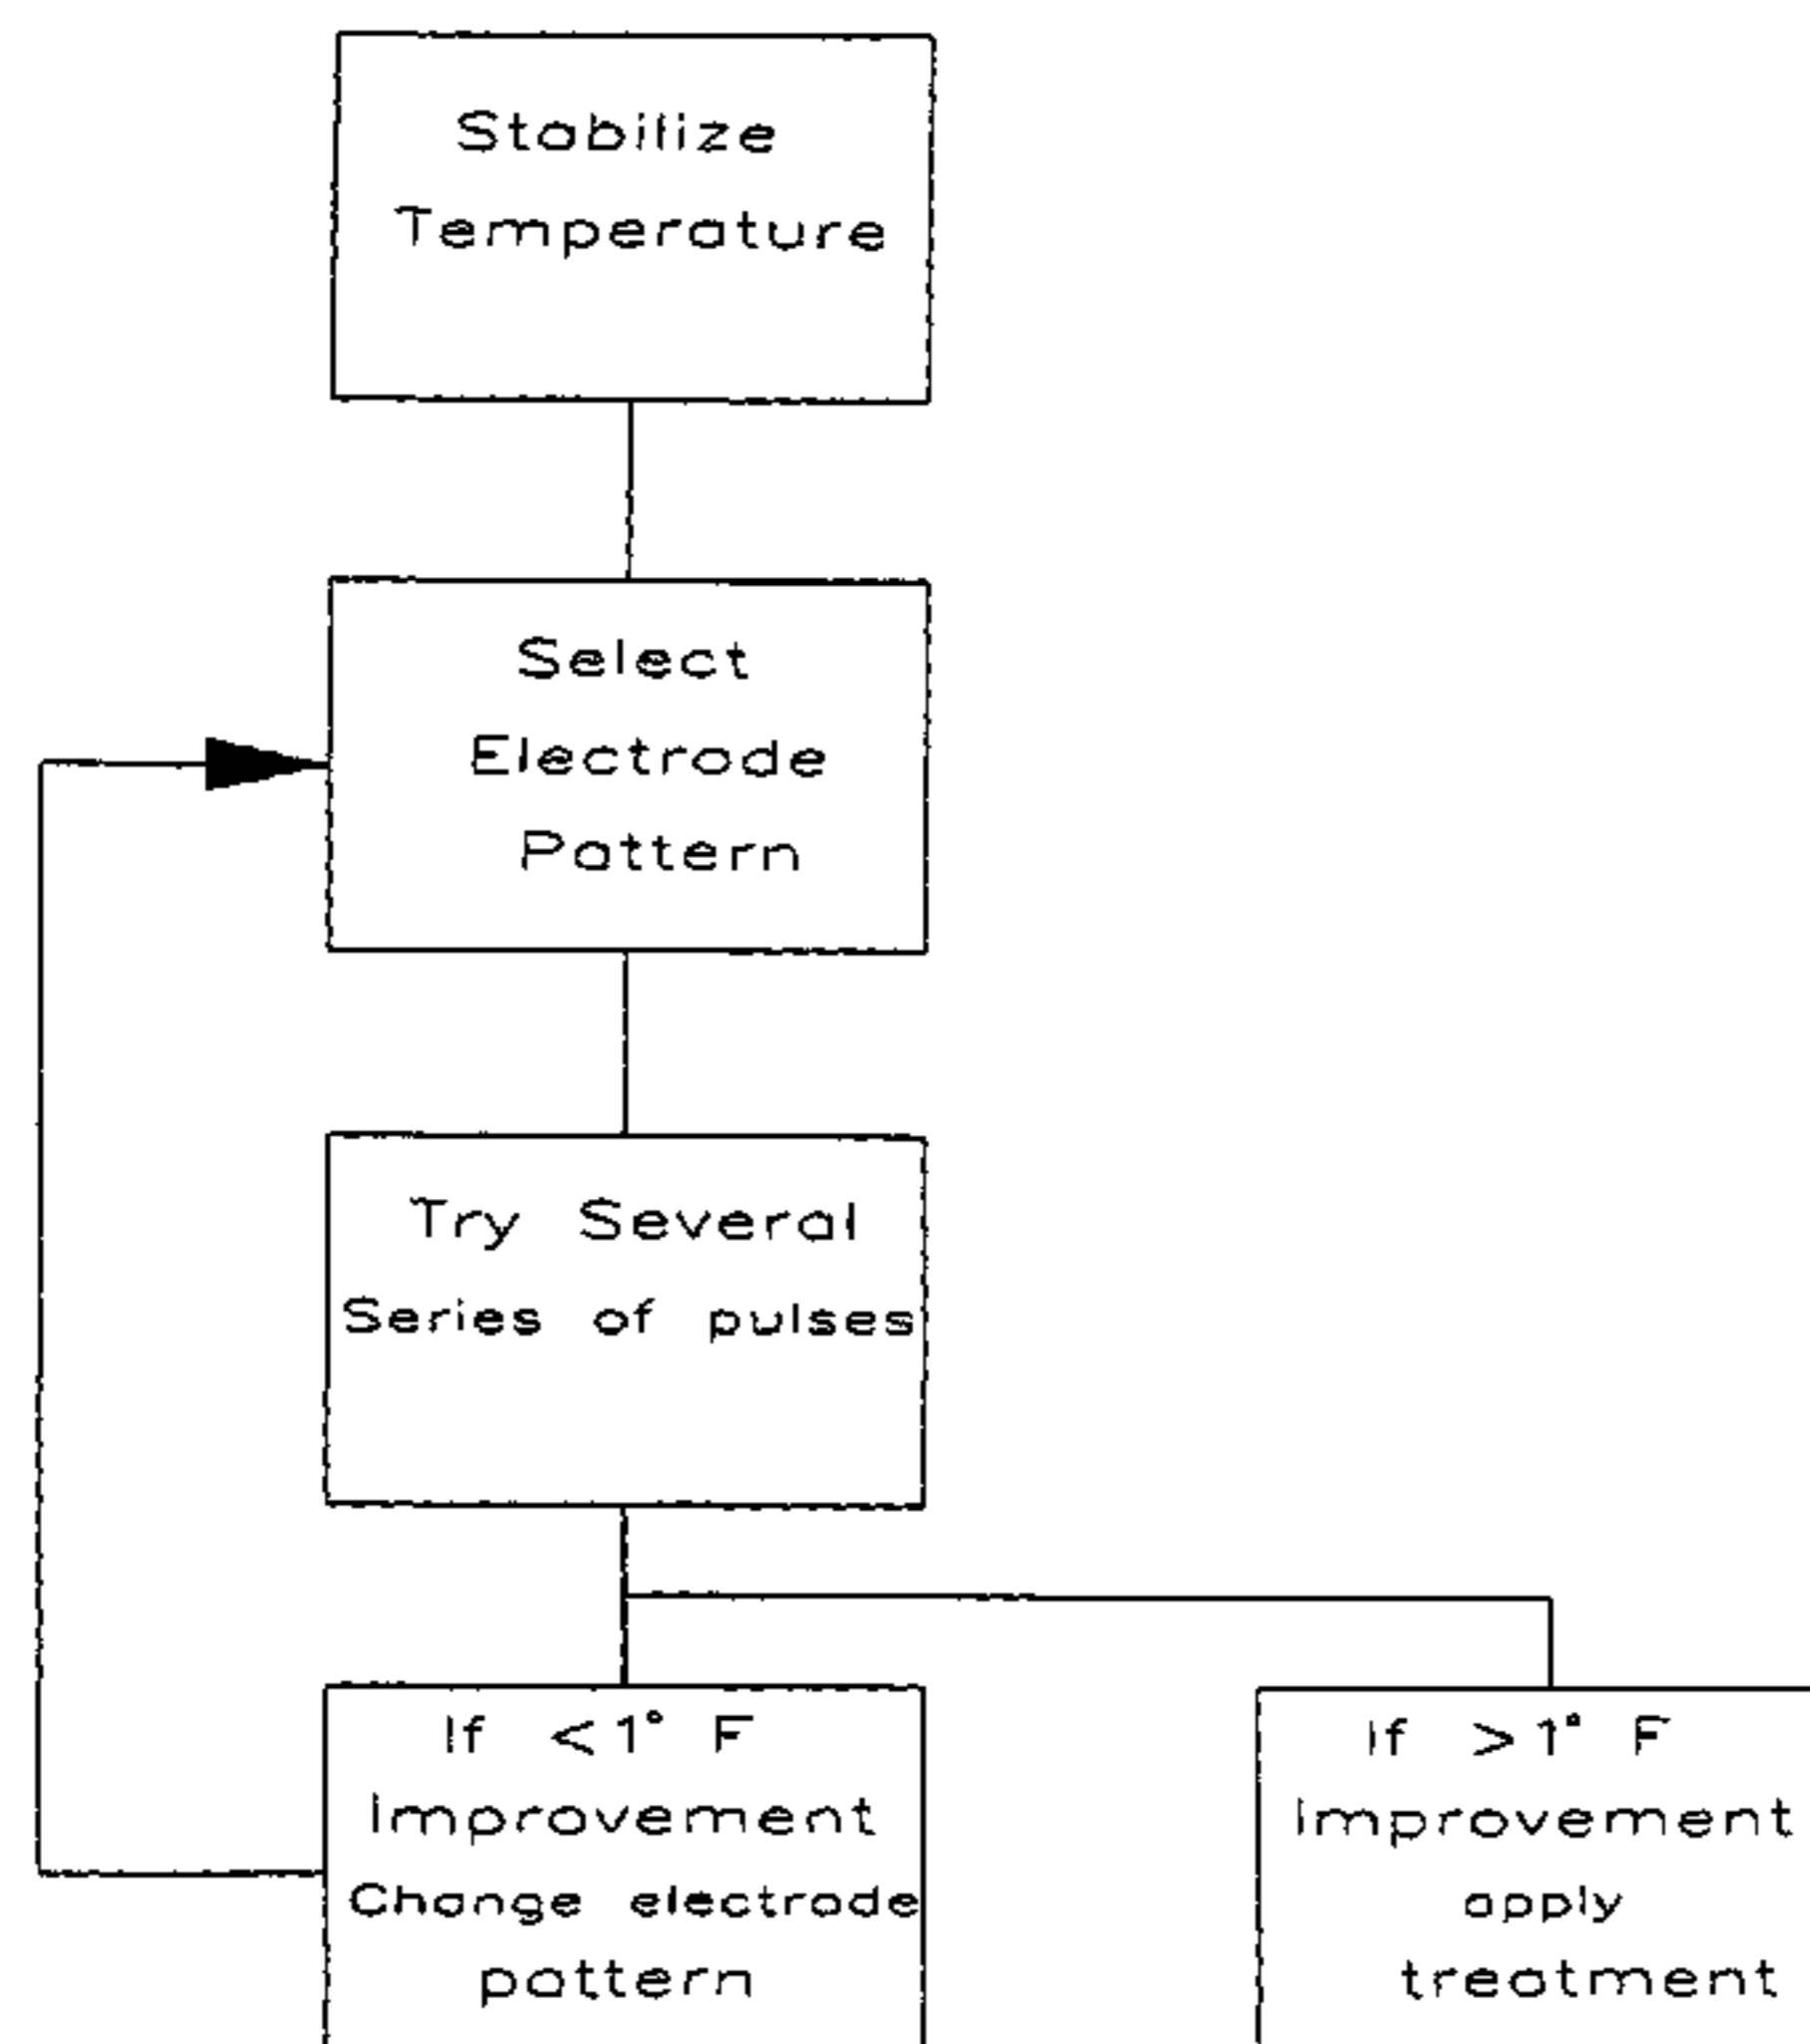 Stabilize
Temperature
Select
Electrode
Pattern
Try Several
Series of pulses
If <1° F
Improvement
Change electrode
pattern
If >1° F
Improvement
apply
treatment